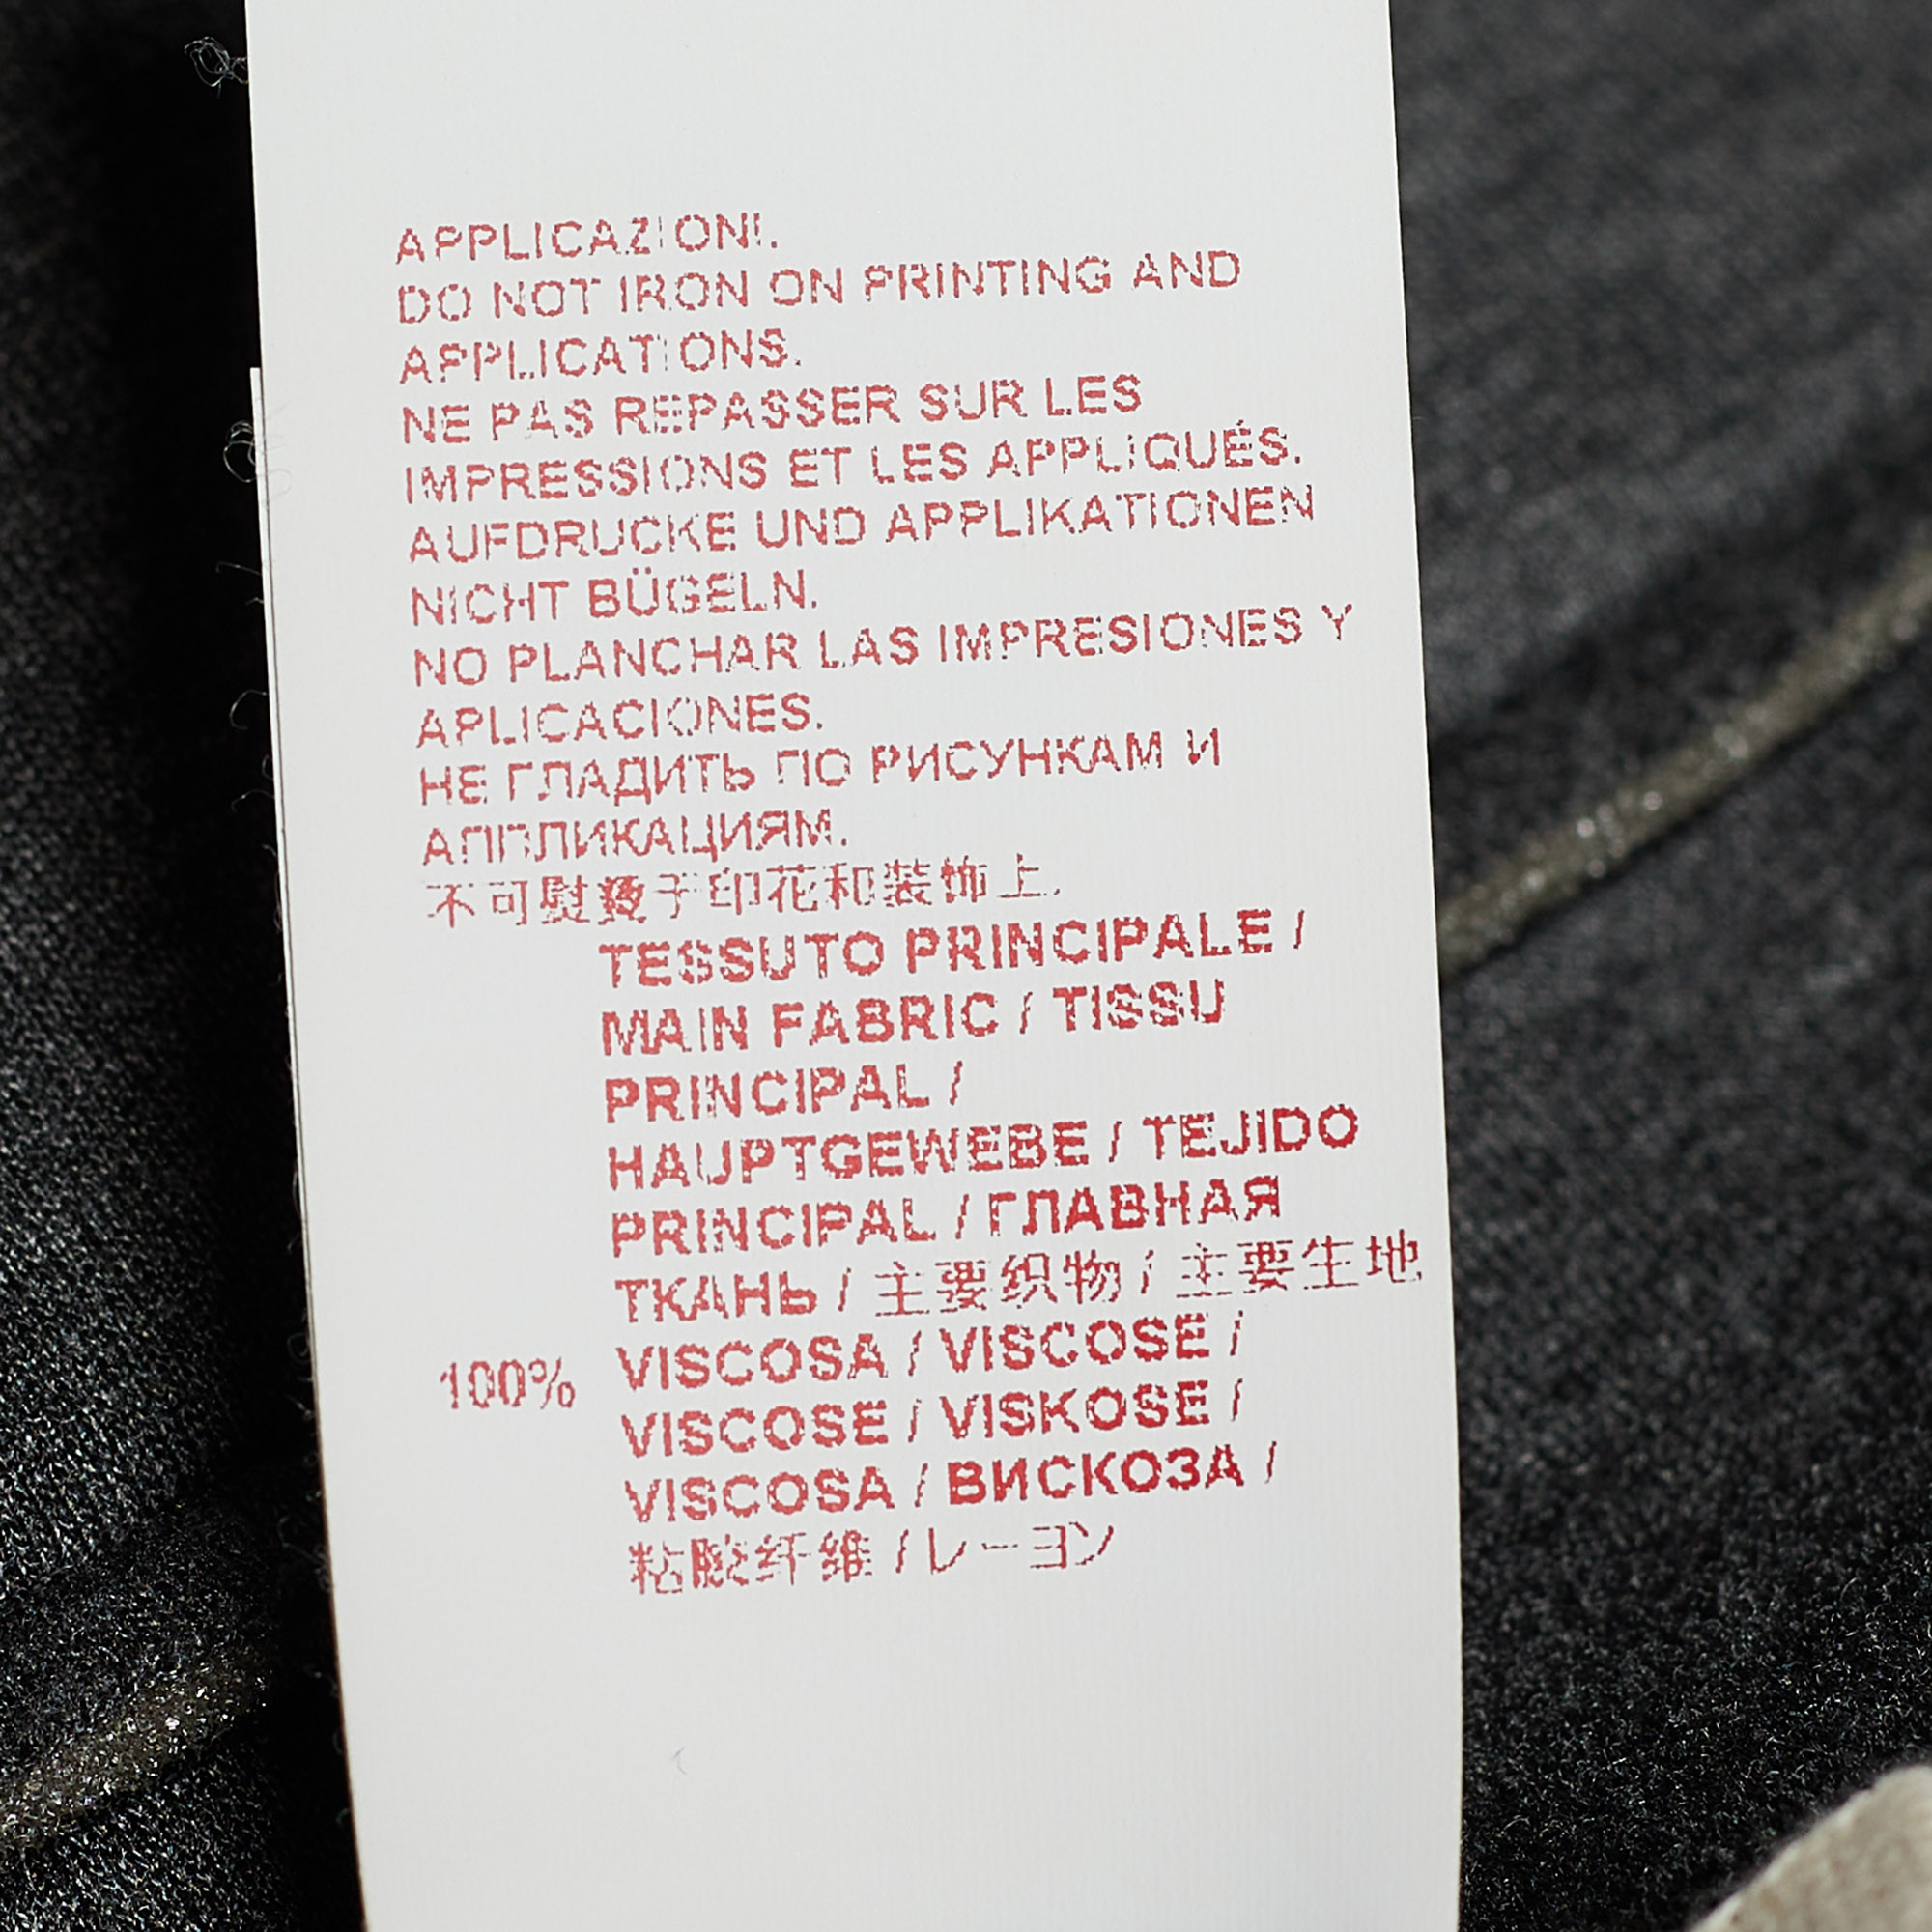 APPLICAZIONI.
DO NOT IRON ON PRINTING AND
APPLICATIONS.
NE PAS REPASSER SUR LES
IMPRESSIONS ET LES APPLIQUÉS.
AUFDRUCKE UND APPLIKATIONEN
NICHT BÜGELN.
NO PLANCHAR LAS IMPRESIONES Y
APLICACIONES.
НЕ ГЛАДИТЬ ПО РИСУНКАМ И
АППЛИКАЦИЯМ.
不可熨烫于印花和装饰上.
TESSUTO PRINCIPALE /
MAIN FABRIC / TISSU
PRINCIPAL /
HAUPTGEWEBE / TEJIDO
PRINCIPAL / ГЛАВНАЯ
ТКАНЬ / 主要织物 / 主要生地
100% VISCOSA / VISCOSE /
VISCOSE / VISKOSE /
VISCOSA / ВИСКОЗА /
粘胶纤维 / レーヨン